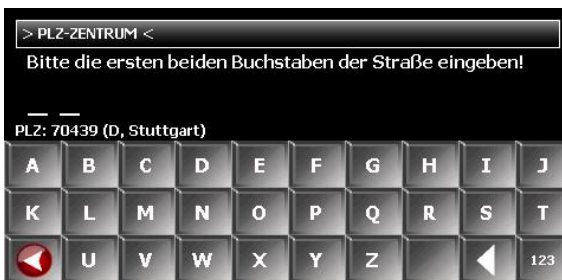 > PLZ-ZENTRUM <
Bitte die ersten beiden Buchstaben der Straße eingeben!
PLZ: 70439 (D, Stuttgart)
A B C D E F G H I J
K L M N O P Q R S T
U V W X Y Z 123